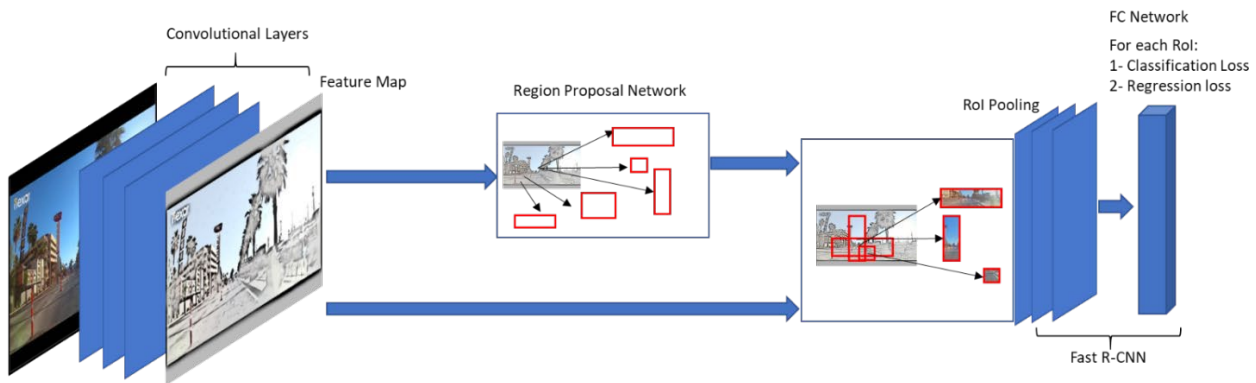 FC Network
For each RoI:
1- Classification Loss
2- Regression loss
Convolutional Layers
Feature Map
Region Proposal Network
RoI Pooling
Fast R-CNN